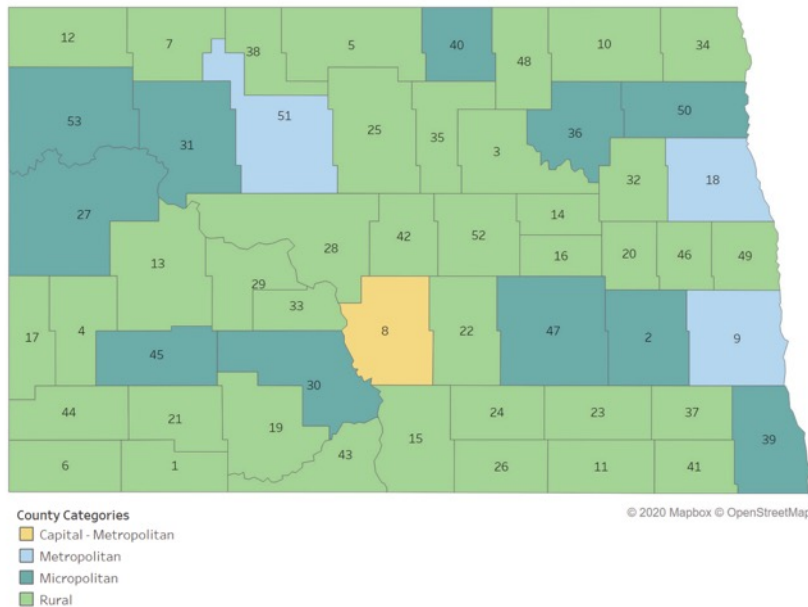 12 7 38 5 40 48 10 34
53 31 51 25 35 3 36 50
27 32 18
13 28 42 52 14
29 16 20 46 49
17 4 33 8 22 47 2 9
45 30
44 21 19 24 23 37 39
6 1 43 15 26 11 41
County Categories
Capital - Metropolitan
Metropolitan
Micropolitan
Rural
© 2020 Mapbox © OpenStreetMap